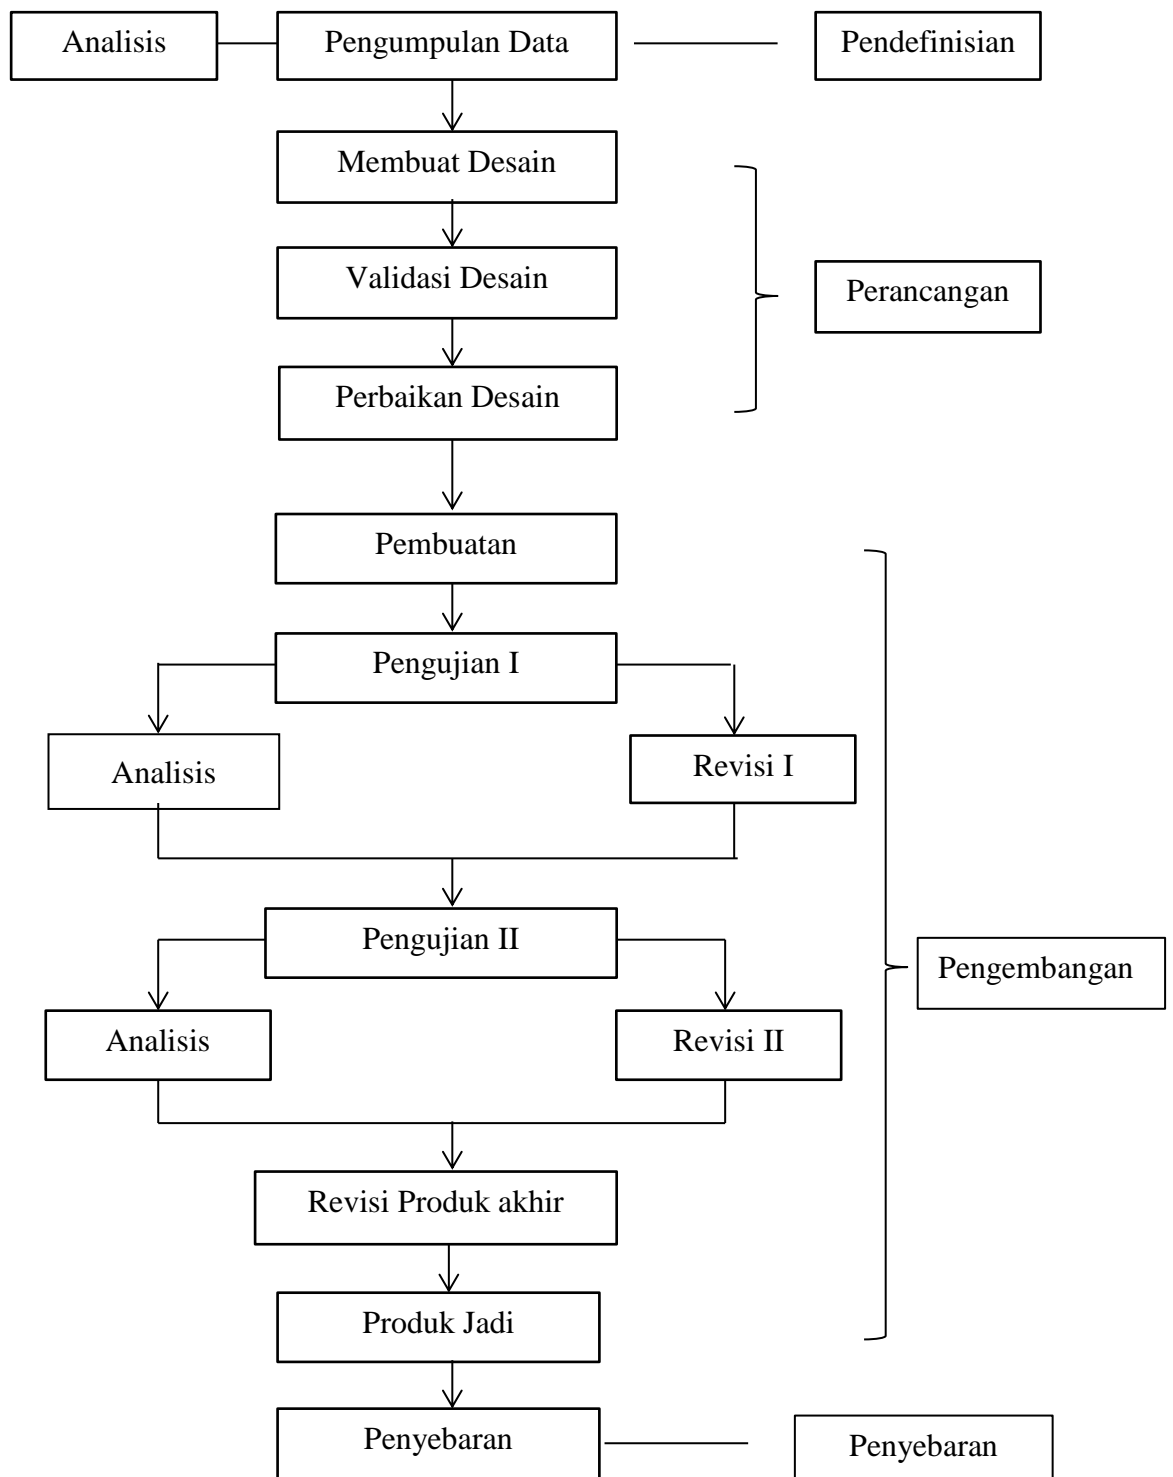 Analisis
Pengumpulan Data
Pendefinisian
Membuat Desain
Validasi Desain
Perancangan
Perbaikan Desain
Pembuatan
Pengujian I
Analisis
Revisi I
Pengujian II
Pengembangan
Analisis
Revisi II
Revisi Produk akhir
Produk Jadi
Penyebaran
Penyebaran